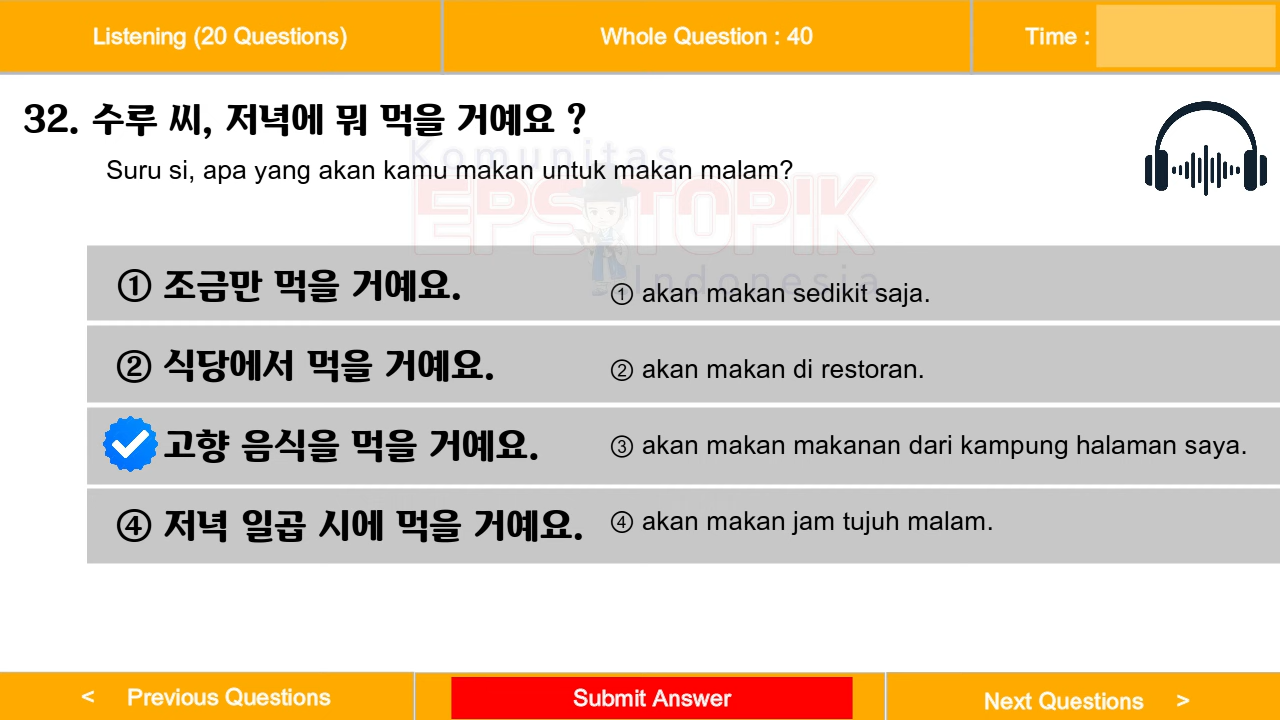 Listening (20 Questions)
Whole Question : 40
Time :
32. 수루 씨, 저녁에 뭐 먹을 거예요 ?
Suru si, apa yang akan kamu makan untuk makan malam?
Komunitas
EPS TOPIK
Indonesia
① 조금만 먹을 거예요.
① akan makan sedikit saja.
② 식당에서 먹을 거예요.
② akan makan di restoran.
고향 음식을 먹을 거예요.
③ akan makan makanan dari kampung halaman saya.
④ 저녁 일곱 시에 먹을 거예요.
④ akan makan jam tujuh malam.
< Previous Questions
Submit Answer
Next Questions >